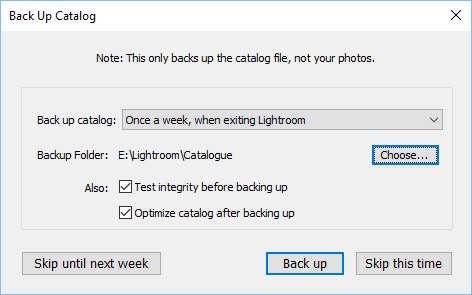 Back Up Catalog
Note: This only backs up the catalog file, not your photos.
Back up catalog: Once a week, when exiting Lightroom
Backup Folder: E:\Lightroom\Catalogue Choose...
Also: Test integrity before backing up
Optimize catalog after backing up
Skip until next week Back up Skip this time